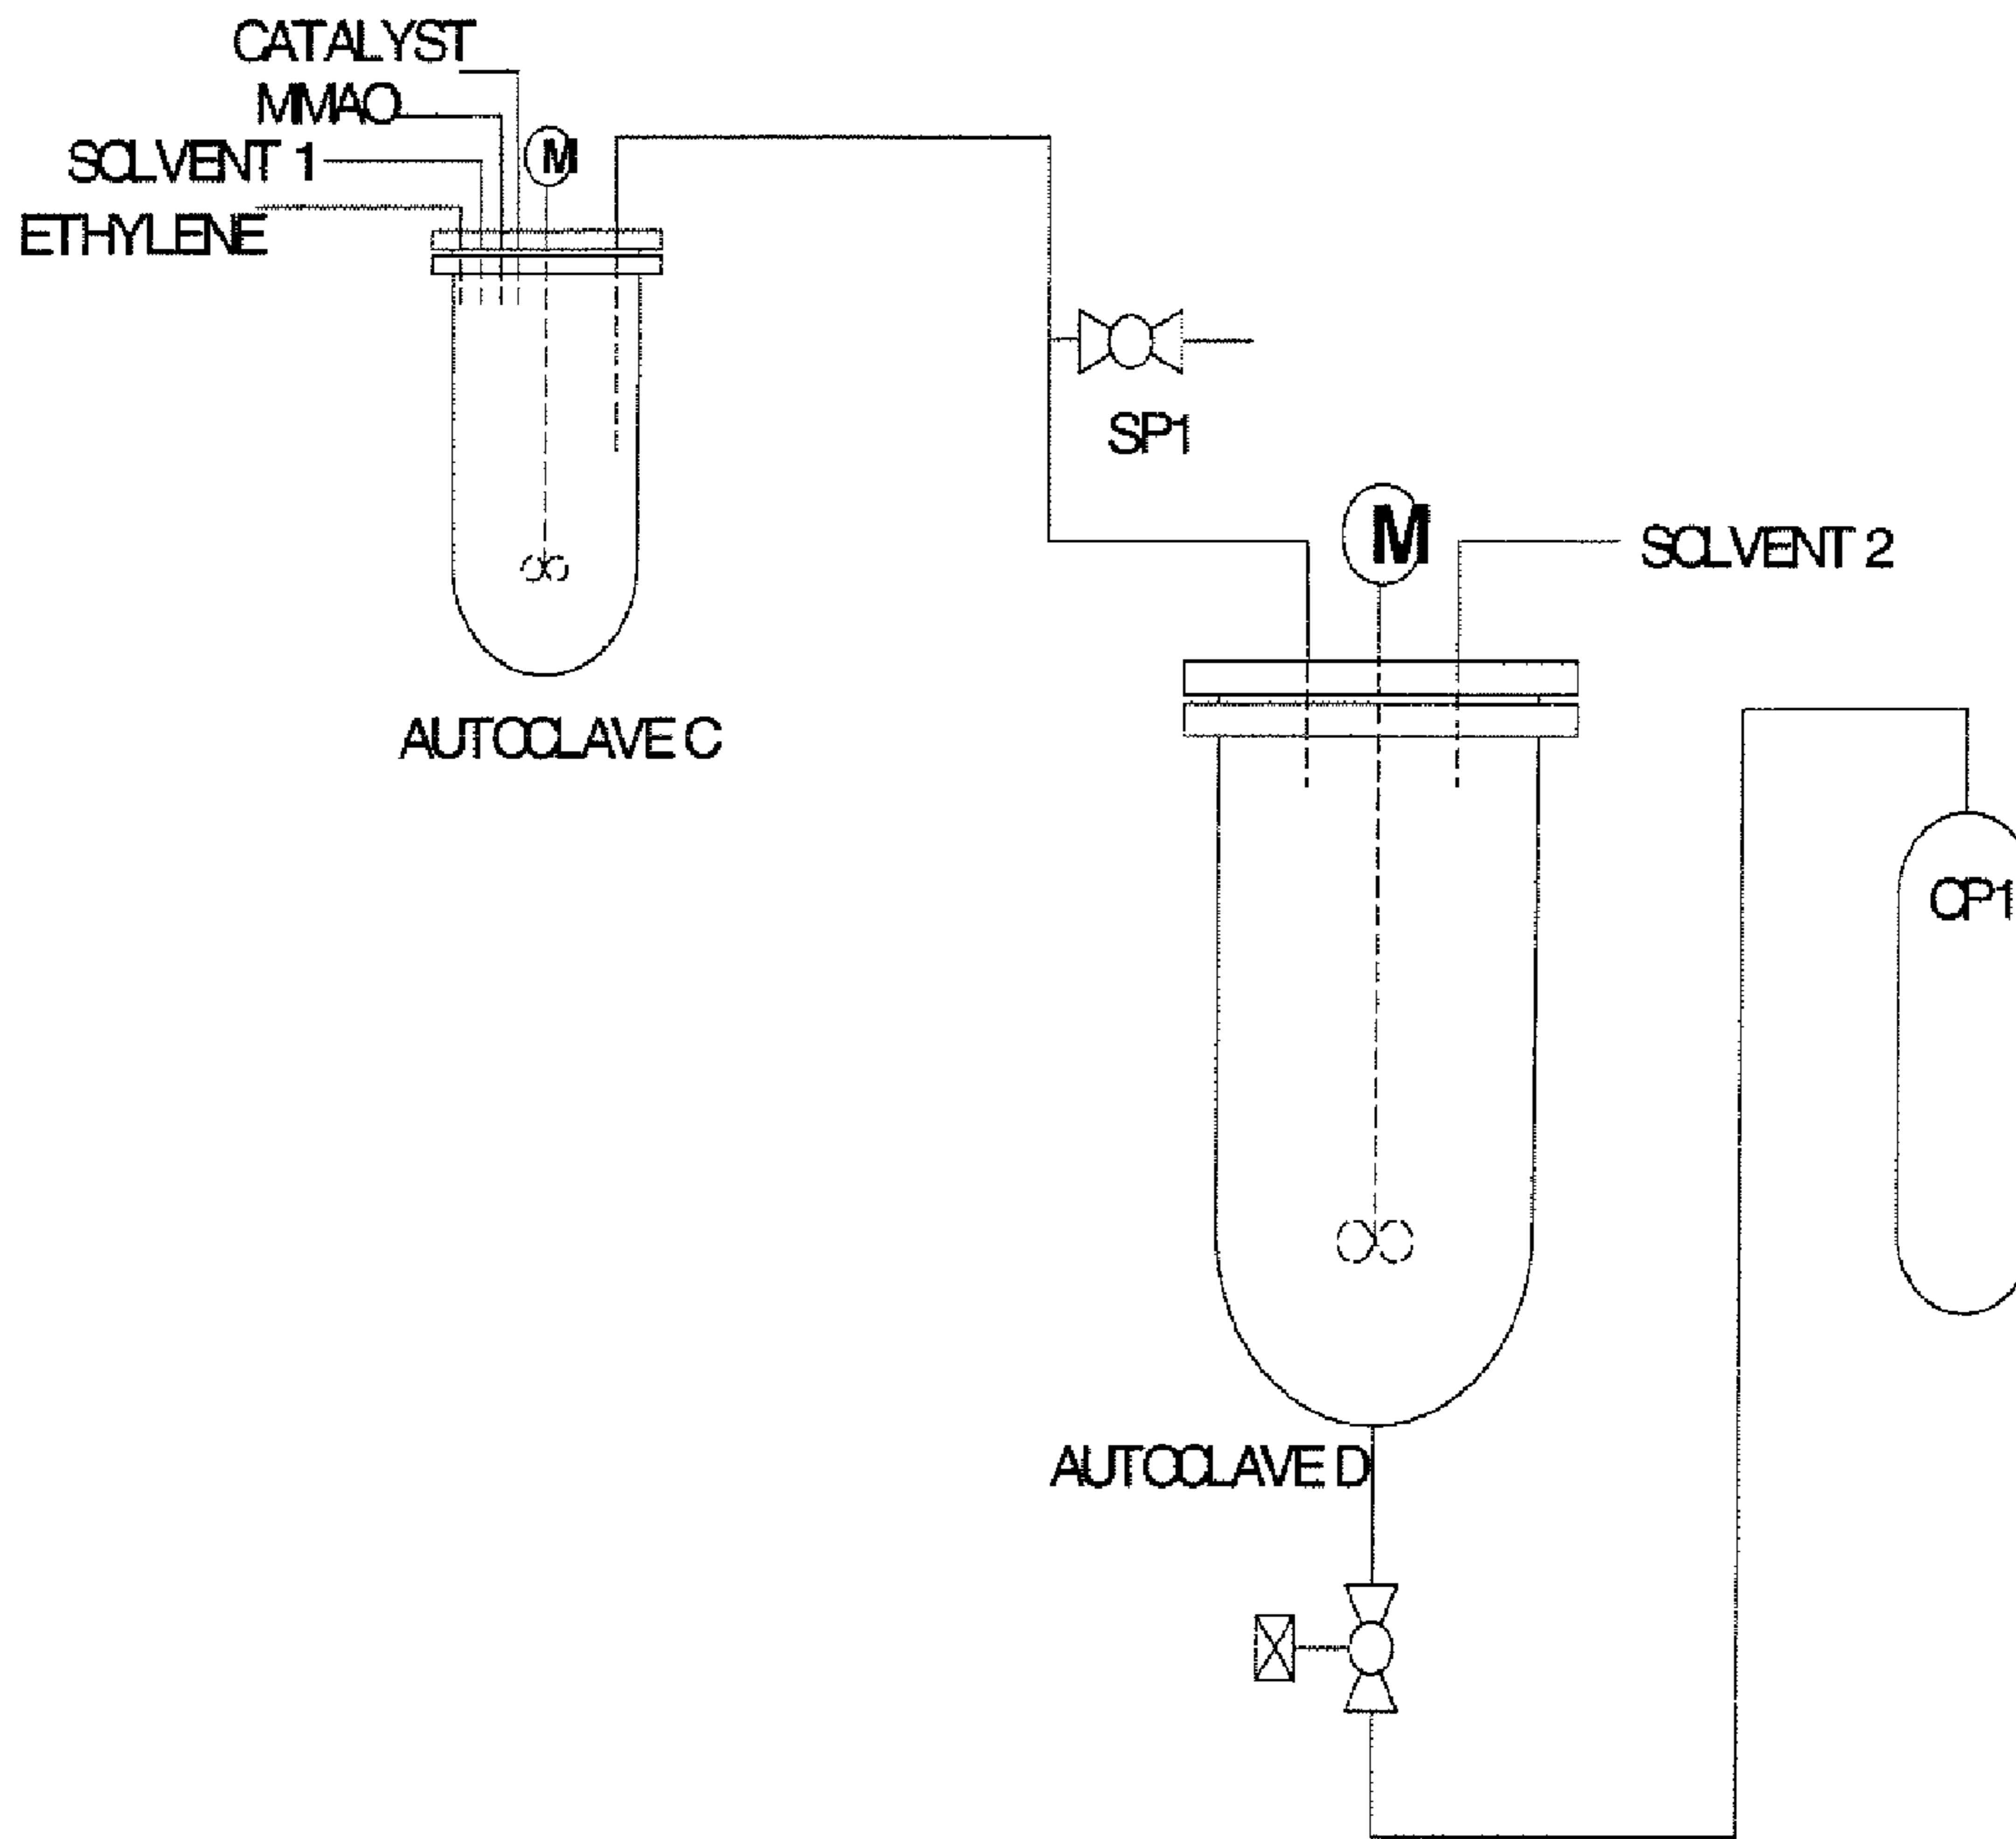 CATALYST
MMAO
SOLVENT 1
ETHYLENE
M
SP1
M
SOLVENT 2
AUTOCLAVE C
CP1
AUTOCLAVE D